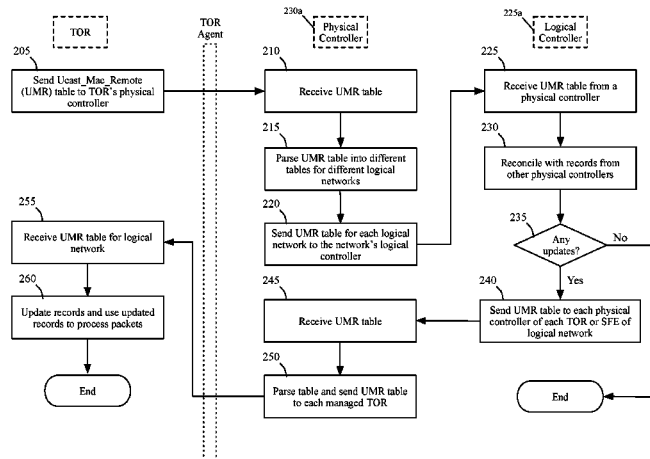 TOR
TOR
Agent
230a
Physical
Controller
225a
Logical
Controller
205
Send Ucast_Mac_Remote
(UMR) table to TOR's physical
controller
210
Receive UMR table
215
Parse UMR table into different
tables for different logical
networks
220
Send UMR table for each logical
network to the network's logical
controller
225
Receive UMR table from a
physical controller
230
Reconcile with records from
other physical controllers
235
Any
updates?
No
Yes
240
Send UMR table to each physical
controller of each TOR or SFE of
logical network
245
Receive UMR table
250
Parse table and send UMR table
to each managed TOR
255
Receive UMR table for logical
network
260
Update records and use updated
records to process packets
End
End